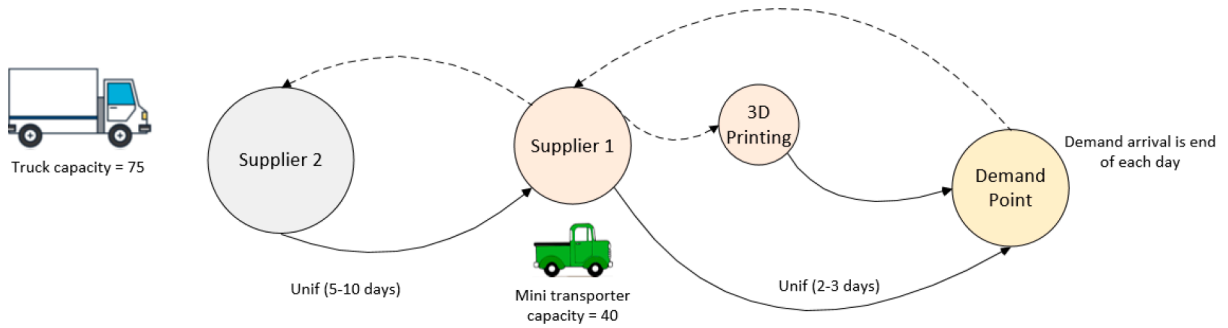 Truck capacity = 75
Supplier 2
Unif (5-10 days)
Supplier 1
Mini transporter
capacity = 40
3D
Printing
Unif (2-3 days)
Demand
Point
Demand arrival is end
of each day